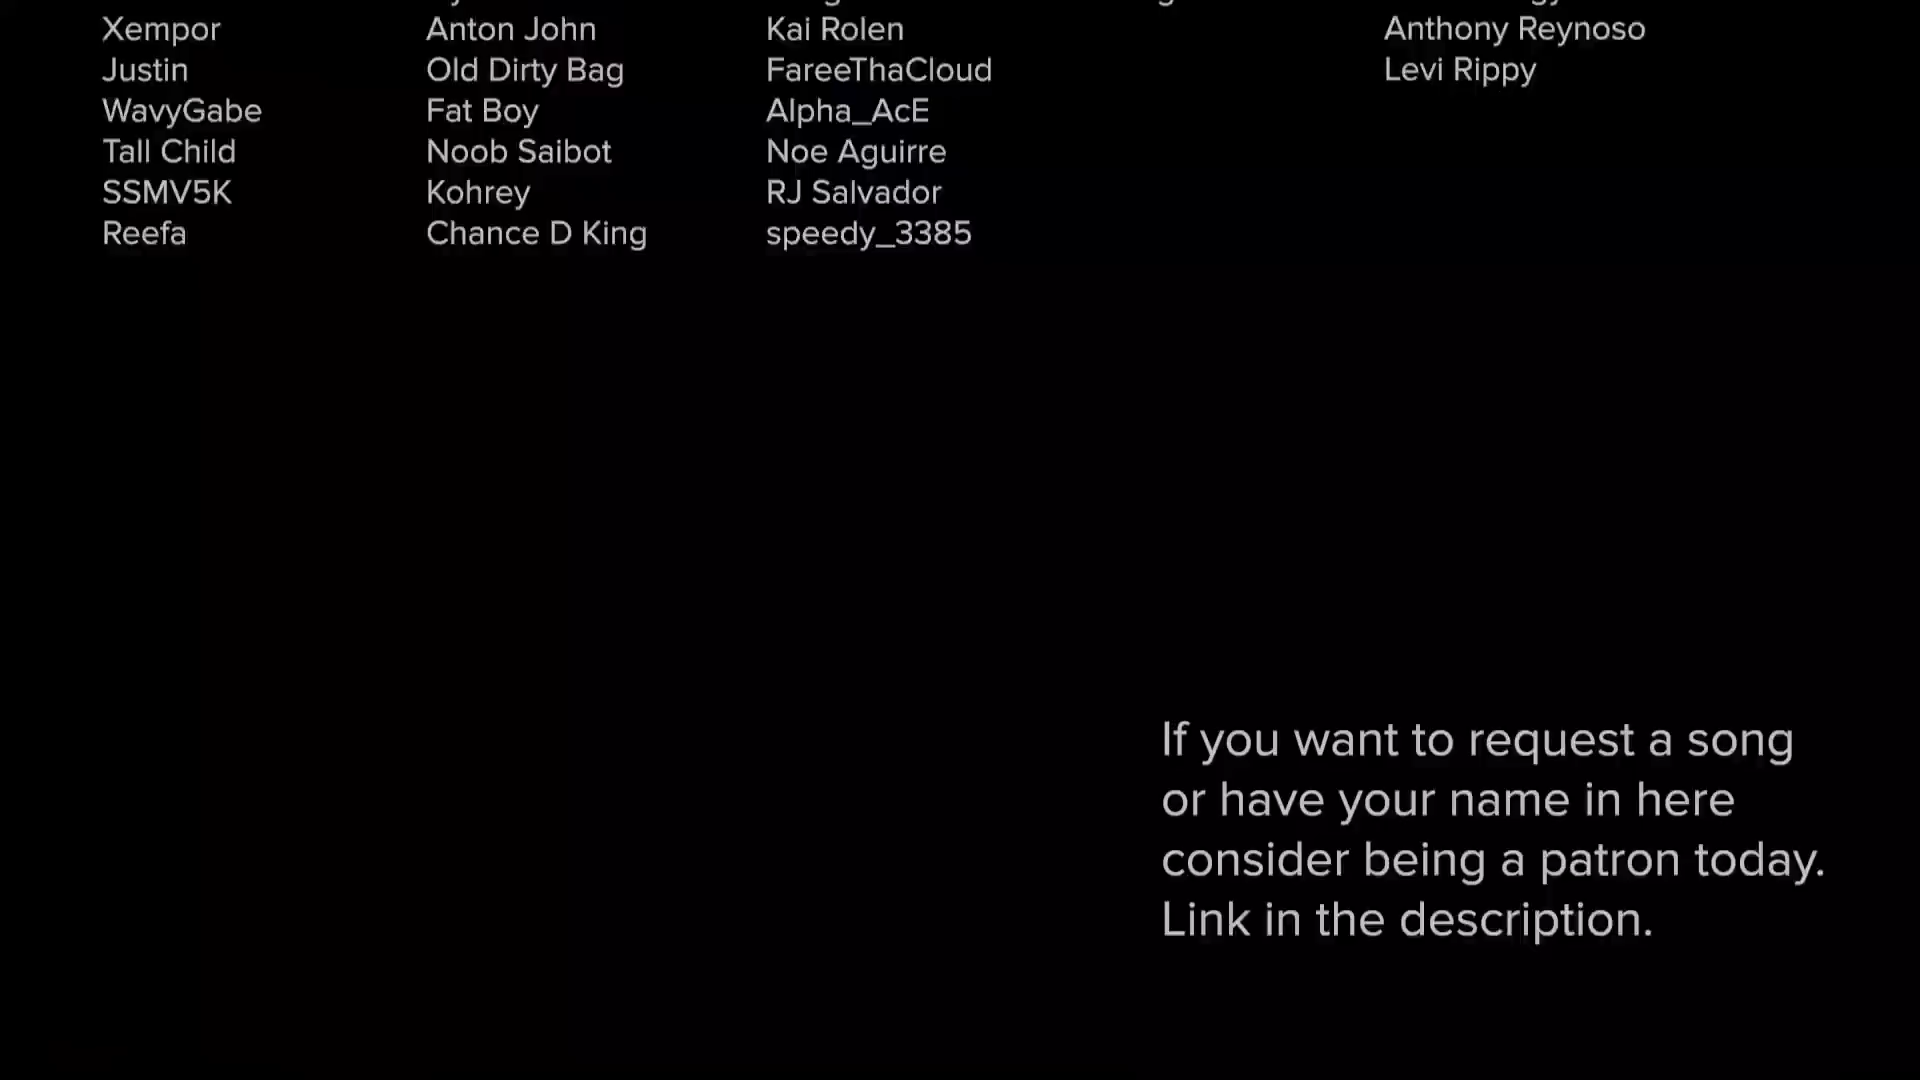 Xempor
Justin
WavyGabe
Tall Child
SSMV5K
Reefa
Anton John
Old Dirty Bag
Fat Boy
Noob Saibot
Kohrey
Chance D King
Kai Rolen
FareeThaCloud
Alpha_AcE
Noe Aguirre
RJ Salvador
speedy_3385
Anthony Reynoso
Levi Rippy
If you want to request a song
or have your name in here
consider being a patron today.
Link in the description.